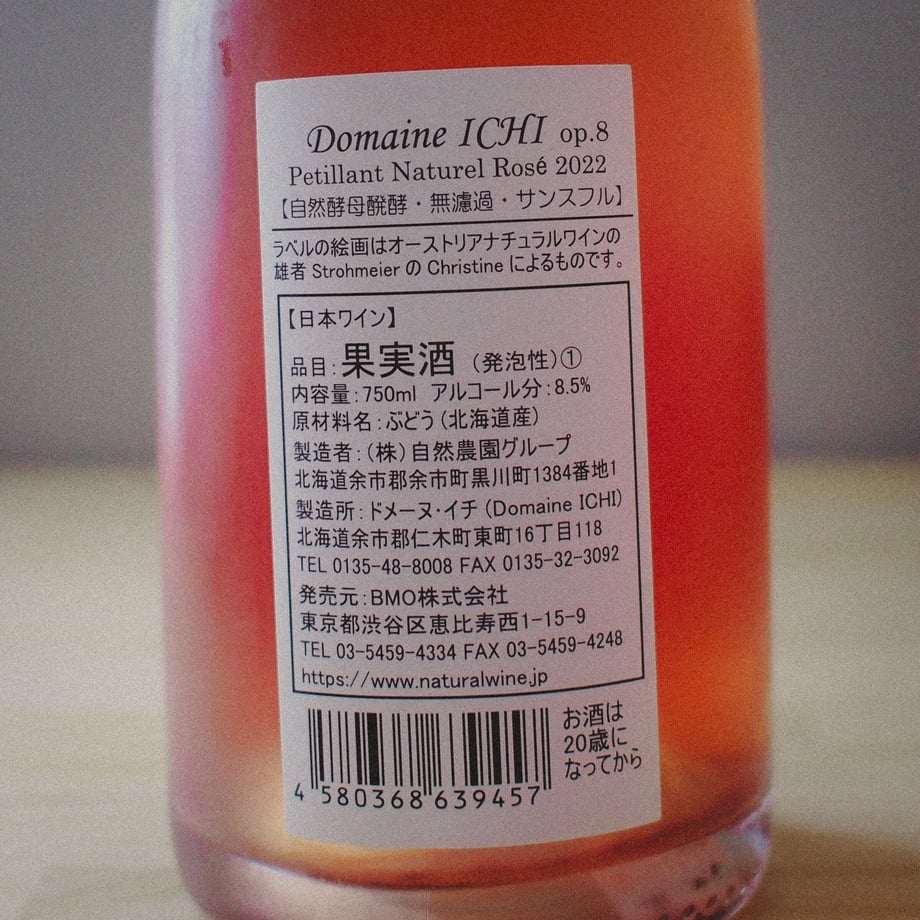 Domaine ICHI op.8
Petillant Naturel Rosé 2022
【自然酵母醗酵・無濾過・サンスフル】
ラベルの絵画はオーストリアナチュラルワインの
雄者 Strohmeier の Christine によるものです。
【日本ワイン】
品目:果実酒 (発泡性)①
内容量:750ml アルコール分:8.5%
原材料名:ぶどう(北海道産)
製造者:(株)自然農園グループ
北海道余市郡余市町黒川町1384番地1
製造所:ドメーヌ・イチ (Domaine ICHI)
北海道余市郡仁木町東町16丁目118
TEL 0135-48-8008 FAX 0135-32-3092
発売元:BMO株式会社
東京都渋谷区恵比寿西1-15-9
TEL 03-5459-4334 FAX 03-5459-4248
https://www.naturalwine.jp
お酒は
20歳に
なってから
4 580368 639457